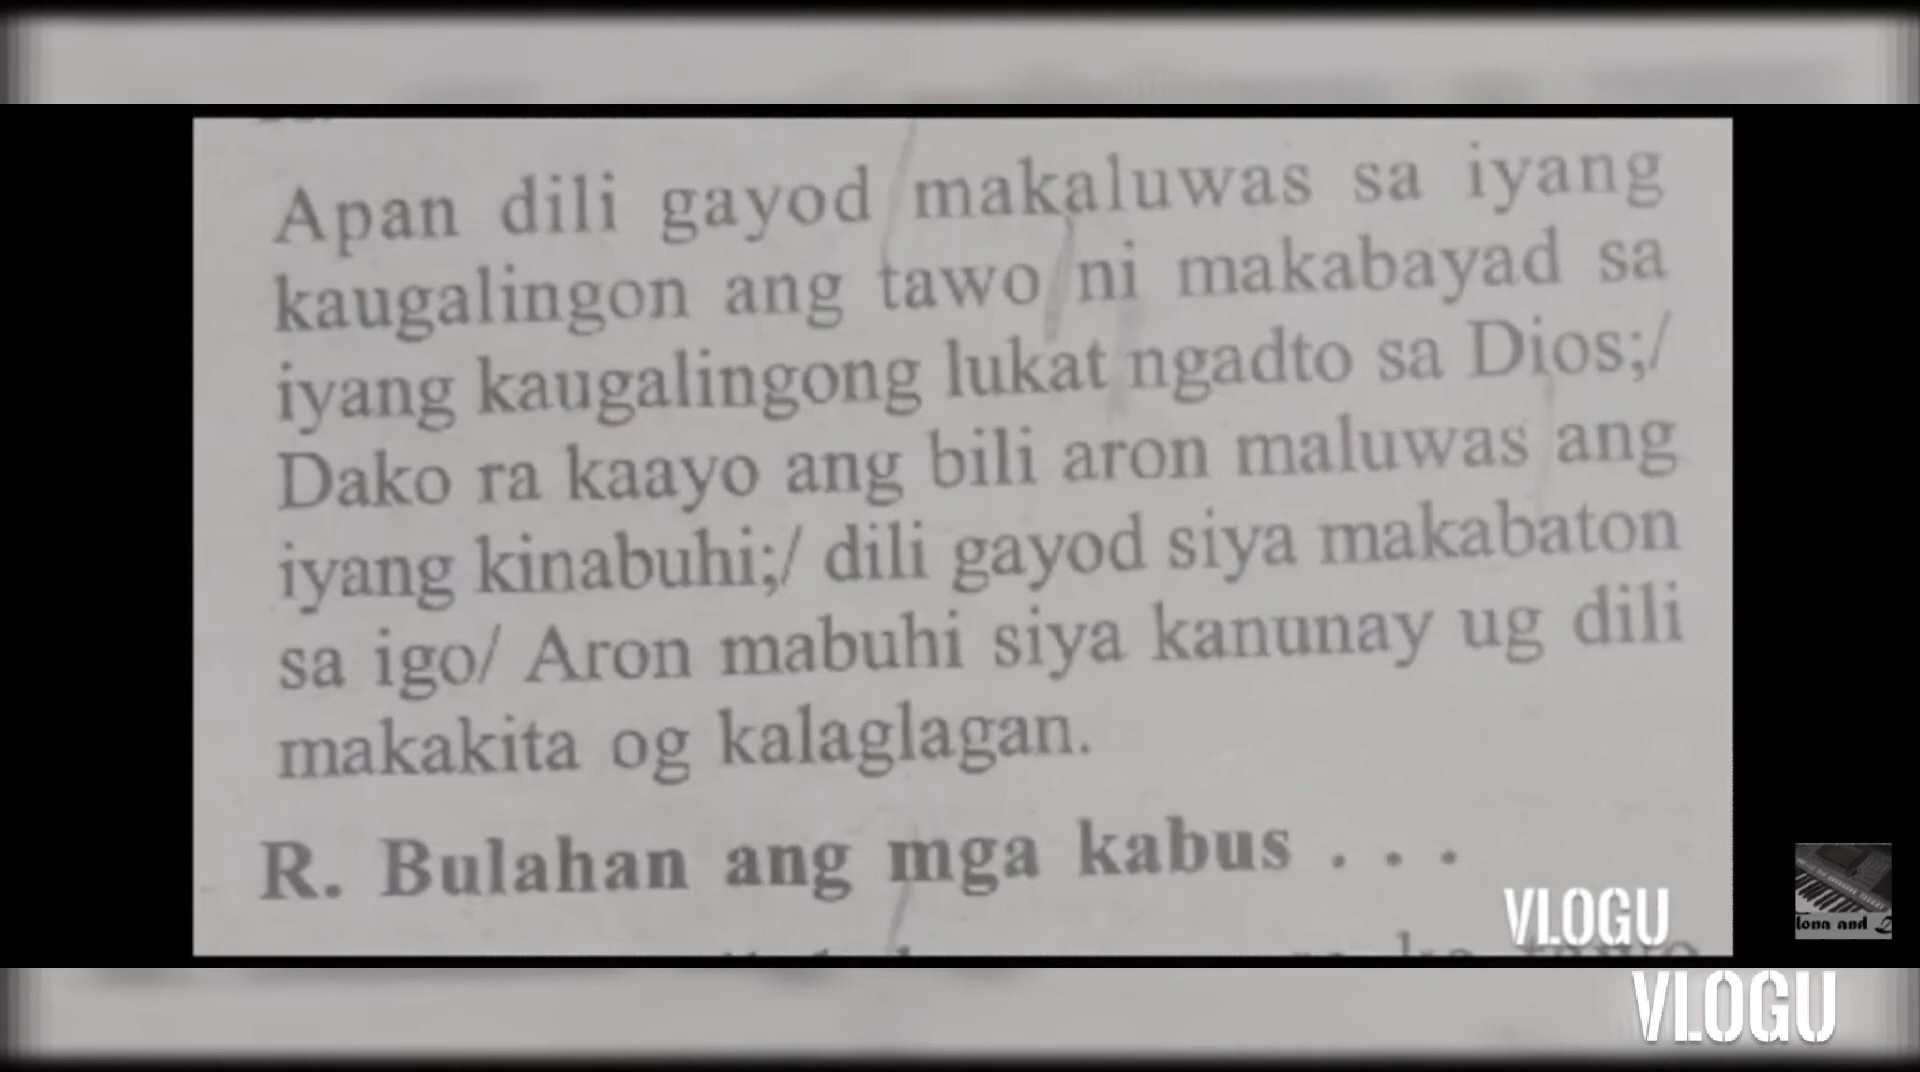 Apan dili gayod makaluwas sa iyang
kaugalingon ang tawo ni makabayad sa
iyang kaugalingong lukat ngadto sa Dios;/
Dako ra kaayo ang bili aron maluwas ang
iyang kinabuhi;/ dili gayod siya makabaton
sa igo/ Aron mabuhi siya kanunay ug dili
makakita og kalaglagan.
R. Bulahan ang mga kabus . . .
VLOGU
and
VLOGU